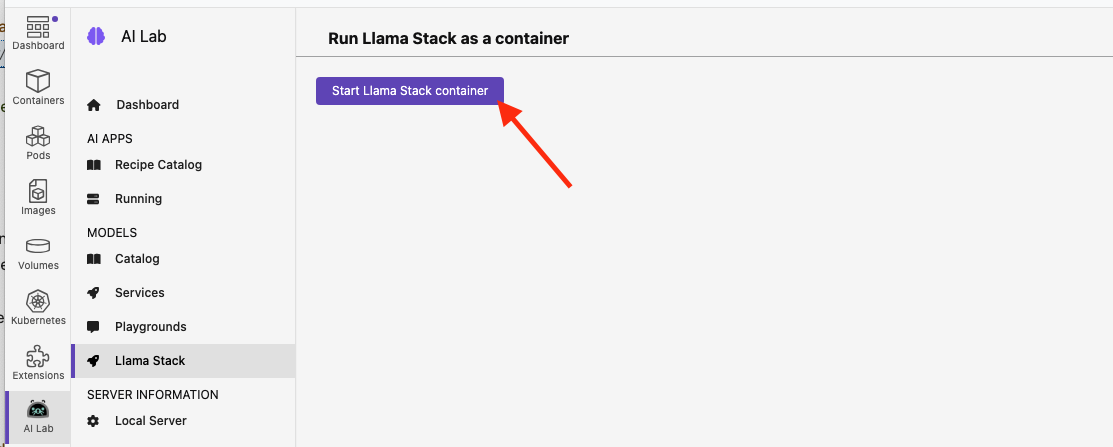 Dashboard
Containers
Pods
Images
Volumes
Kubernetes
Extensions
AI Lab
AI Lab
Dashboard
AI APPS
Recipe Catalog
Running
MODELS
Catalog
Services
Playgrounds
Llama Stack
SERVER INFORMATION
Local Server
Run Llama Stack as a container
Start Llama Stack container